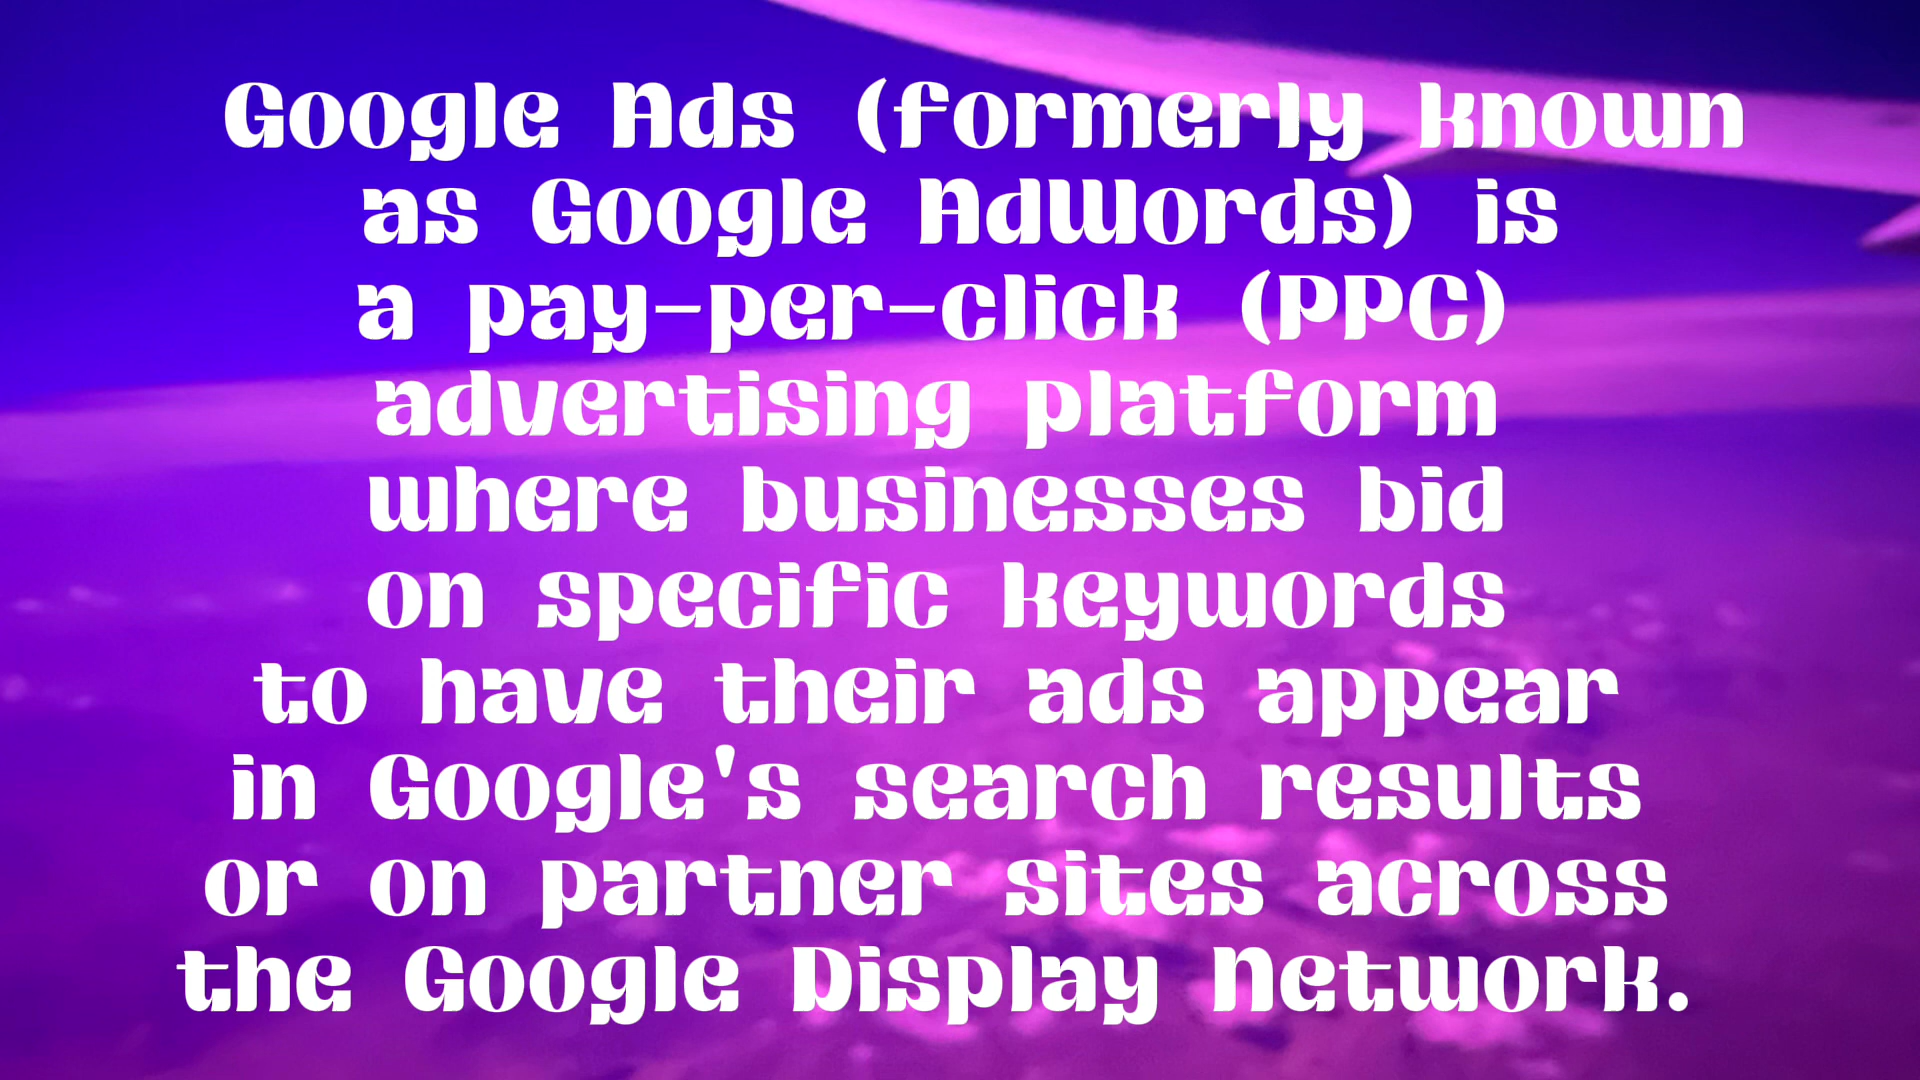 Google Ads (formerly known
as Google AdWords) is
a pay-per-click (PPC)
advertising platform
where businesses bid
on specific keywords
to have their ads appear
in Google's search results
or on partner sites across
the Google Display Network.